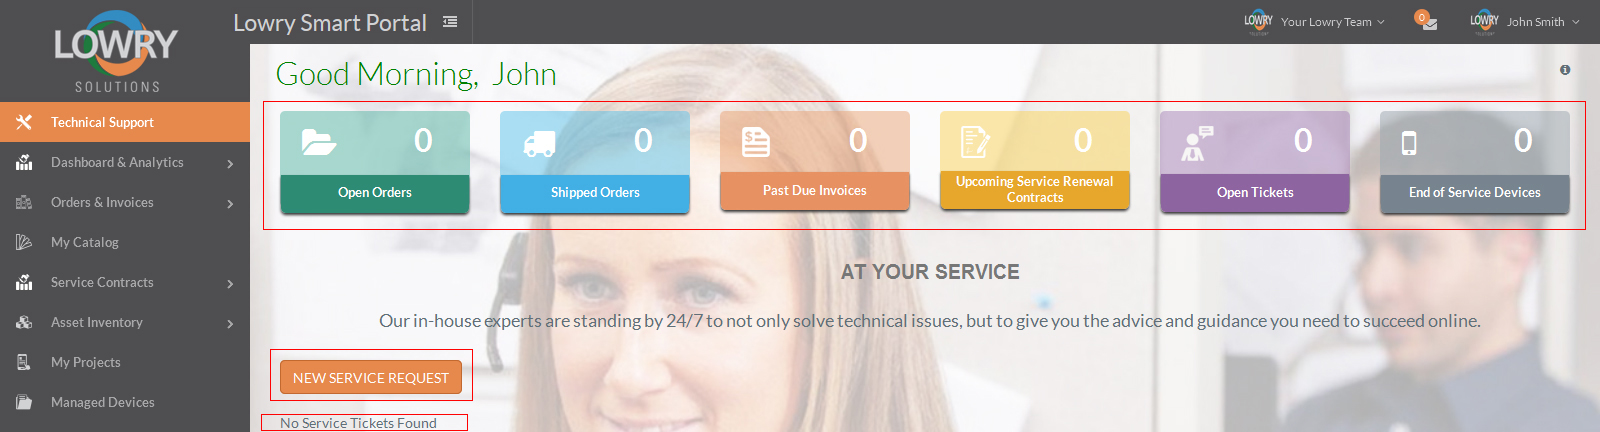 LOWRY
SOLUTIONS
Lowry Smart Portal
LOWRY
Your Lowry Team
0
LOWRY
John Smith
Technical Support
Dashboard & Analytics
Orders & Invoices
My Catalog
Service Contracts
Asset Inventory
My Projects
Managed Devices
Good Morning, John
0
Open Orders
0
Shipped Orders
$
0
Past Due Invoices
0
Upcoming Service Renewal
Contracts
0
Open Tickets
0
End of Service Devices
AT YOUR SERVICE
Our in-house experts are standing by 24/7 to not only solve technical issues, but to give you the advice and guidance you need to succeed online.
NEW SERVICE REQUEST
No Service Tickets Found